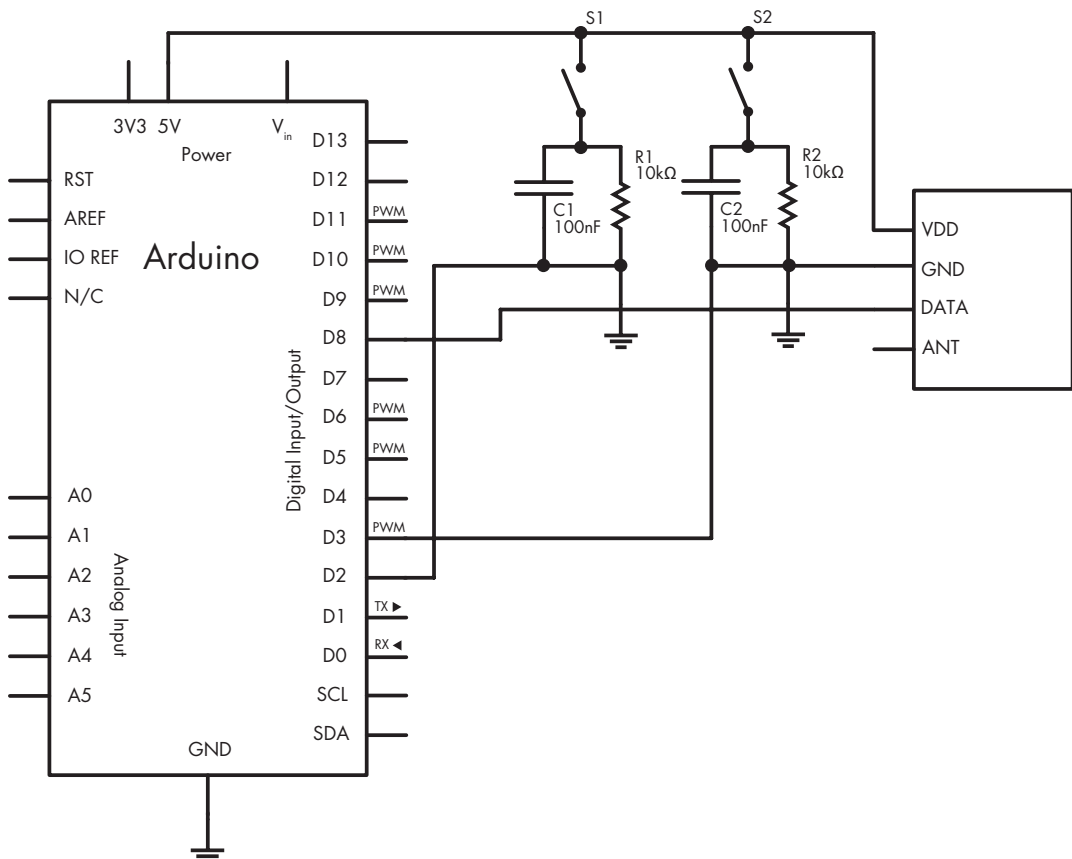 S1
S2
3V3
5V
Vin
Power
Arduino
RST
AREF
IO REF
N/C
A0
A1
A2
A3
A4
A5
Analog Input
D13
D12
D11
PWM
D10
PWM
D9
PWM
D8
D7
D6
PWM
D5
PWM
D4
D3
PWM
D2
D1
TX ▶
D0
RX ◀
SCL
SDA
Digital Input/Output
GND
C1
100nF
R1
10kΩ
C2
100nF
R2
10kΩ
VDD
GND
DATA
ANT